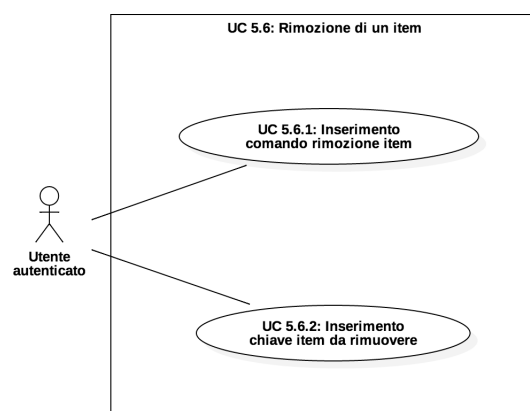 UC 5.6: Rimozione di un item
UC 5.6.1: Inserimento
comando rimozione item
Utente
autenticato
UC 5.6.2: Inserimento
chiave item da rimuovere